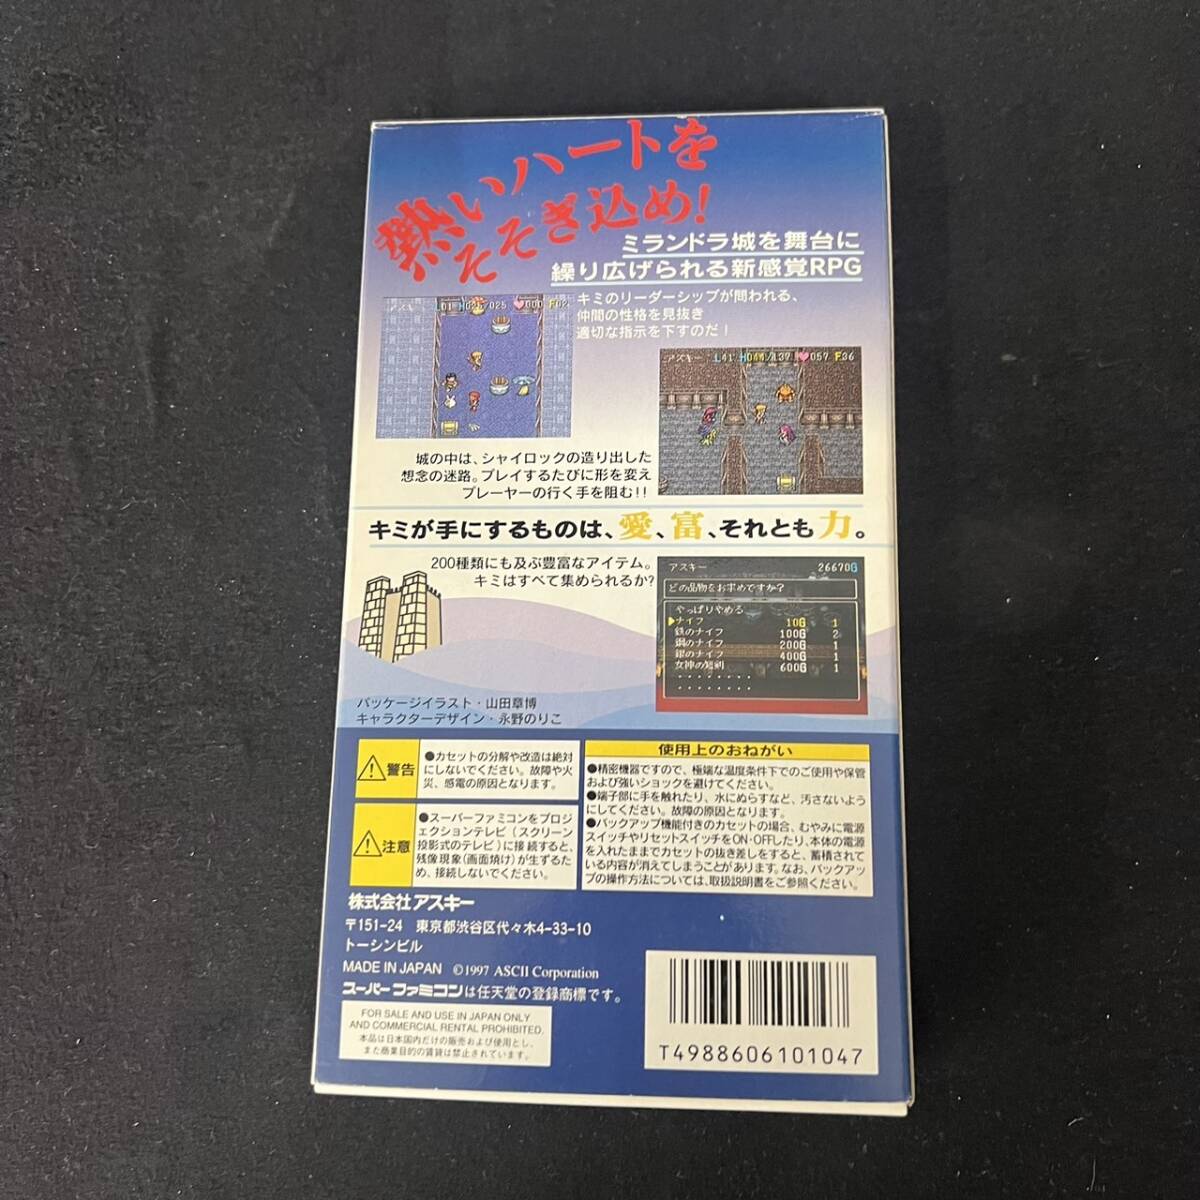 熱いハートを
そそぎ込め!
ミランドラ城を舞台に
繰り広げられる新感覚RPG
キミのリーダーシップが問われる、
仲間の性格を見抜き
適切な指示を下すのだ!
アスキー L41 H044/137 ♥057 F36
城の中は、シャイロックの造り出した
想念の迷路。プレイするたびに形を変え
プレーヤーの行く手を阻む!!
キミが手にするものは、愛、富、それとも力。
200種類にも及ぶ豊富なアイテム。
キミはすべて集められるか?
アスキー 26670G
どの品物をお求めですか?
やっぱりやめる
▶ナイフ 10G 1
鉄のナイフ 100G 2
鋼のナイフ 200G 1
銀のナイフ 400G 1
女神の短剣 600G 1
パッケージイラスト・山田章博
キャラクターデザイン・永野のりこ
警告
●カセットの分解や改造は絶対
にしないでください。故障や火
災、感電の原因となります。
注意
●スーパーファミコンをプロジ
ェクションテレビ(スクリーン
投影式のテレビ)に接続すると、
残像現象(画面焼け)が生ずるた
め、接続しないでください。
使用上のおねがい
●精密機器ですので、極端な温度条件下でのご使用や保管
および強いショックを避けてください。
●端子部に手を触れたり、水にぬらすなど、汚さないよう
にしてください。故障の原因となります。
●バックアップ機能付きのカセットの場合、むやみに電源
スイッチやリセットスイッチをON・OFFしたり、本体の電源
を入れたままでカセットの抜き差しをすると、蓄積されて
いる内容が消えてしまうことがあります。なお、バックアッ
プの操作方法については、取扱説明書をご参照ください。
株式会社アスキー
〒151-24 東京都渋谷区代々木4-33-10
トーシンビル
MADE IN JAPAN ©1997 ASCII Corporation
スーパーファミコンは任天堂の登録商標です。
FOR SALE AND USE IN JAPAN ONLY
AND COMMERCIAL RENTAL PROHIBITED.
本品は日本国内だけの販売および使用とし、
また商業目的の賃貸は禁止されています。
T4988606101047